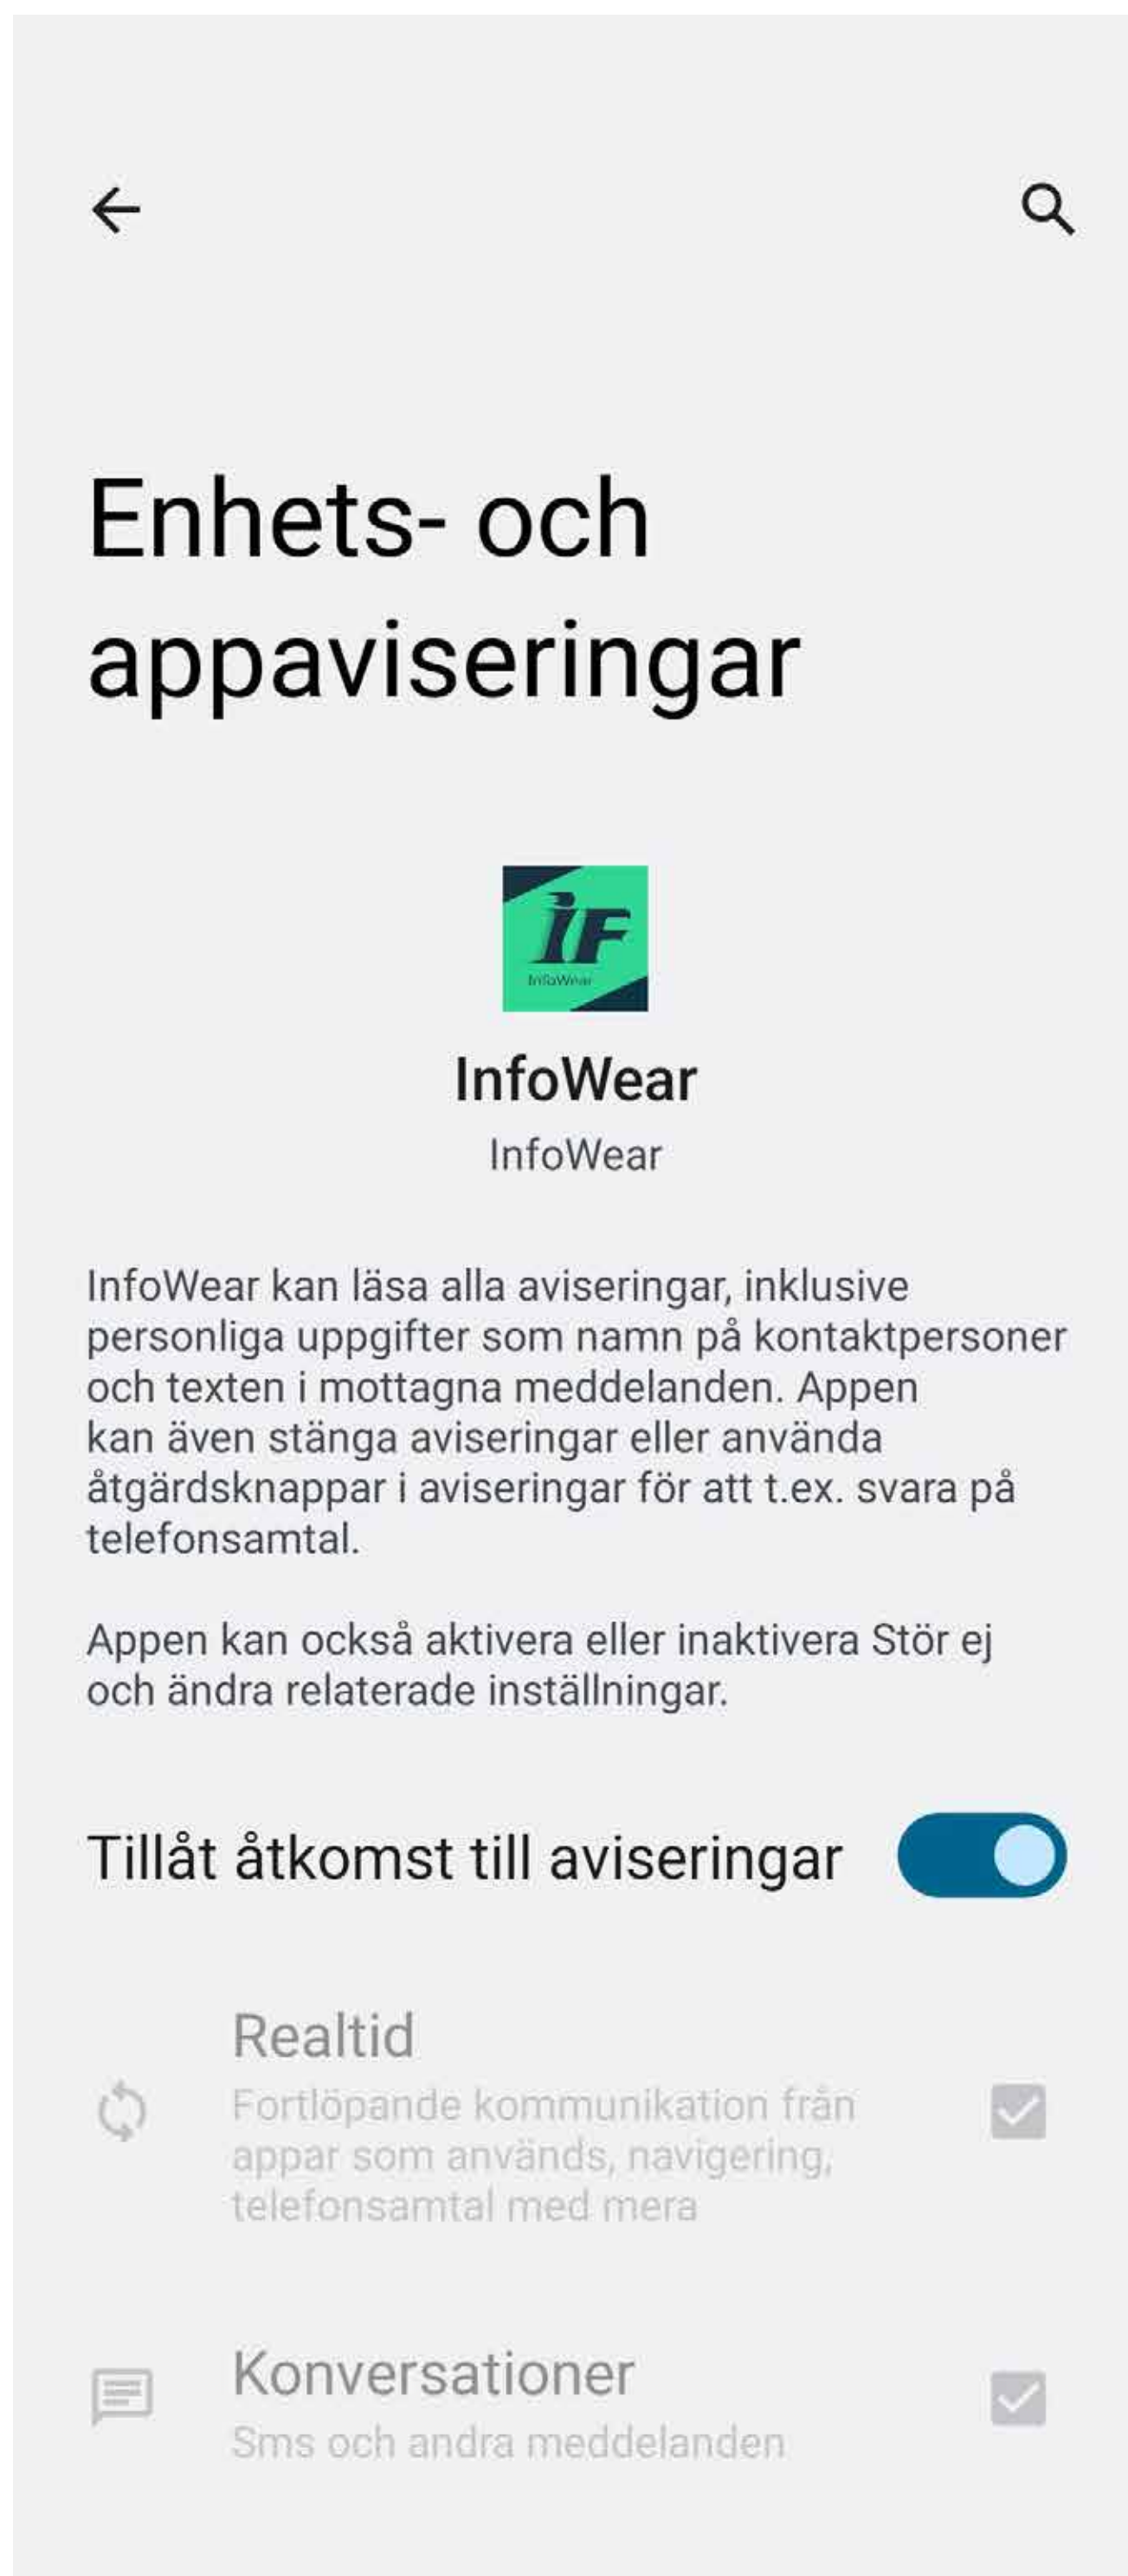 Enhets- och
appaviseringar
iF
InfoWear
InfoWear
InfoWear
InfoWear kan läsa alla aviseringar, inklusive
personliga uppgifter som namn på kontaktpersoner
och texten i mottagna meddelanden. Appen
kan även stänga aviseringar eller använda
åtgärdsknappar i aviseringar för att t.ex. svara på
telefonsamtal.
Appen kan också aktivera eller inaktivera Stör ej
och ändra relaterade inställningar.
Tillåt åtkomst till aviseringar
Realtid
Fortlöpande kommunikation från
appar som används, navigering,
telefonsamtal med mera
Konversationer
Sms och andra meddelanden